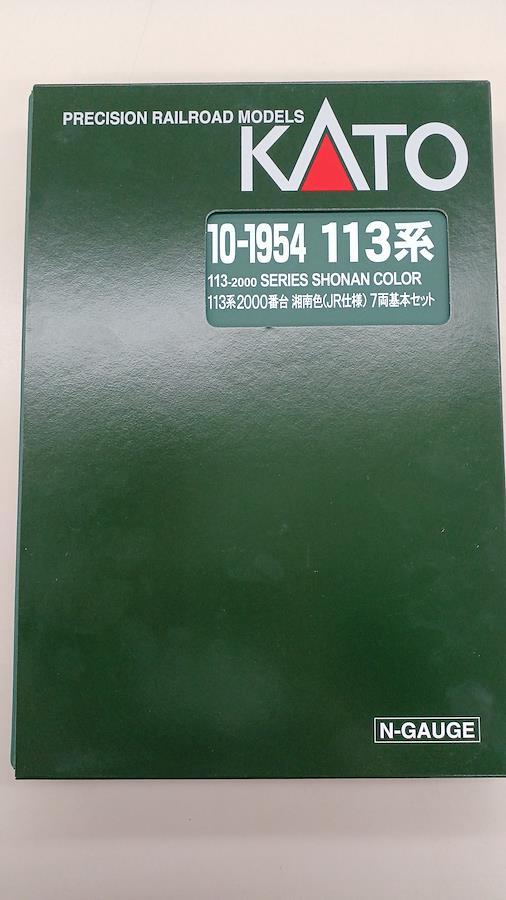 PRECISION RAILROAD MODELS
KATO
10-1954 113系
113-2000 SERIES SHONAN COLOR
113系2000番台 湘南色(JR仕様) 7両基本セット
N-GAUGE